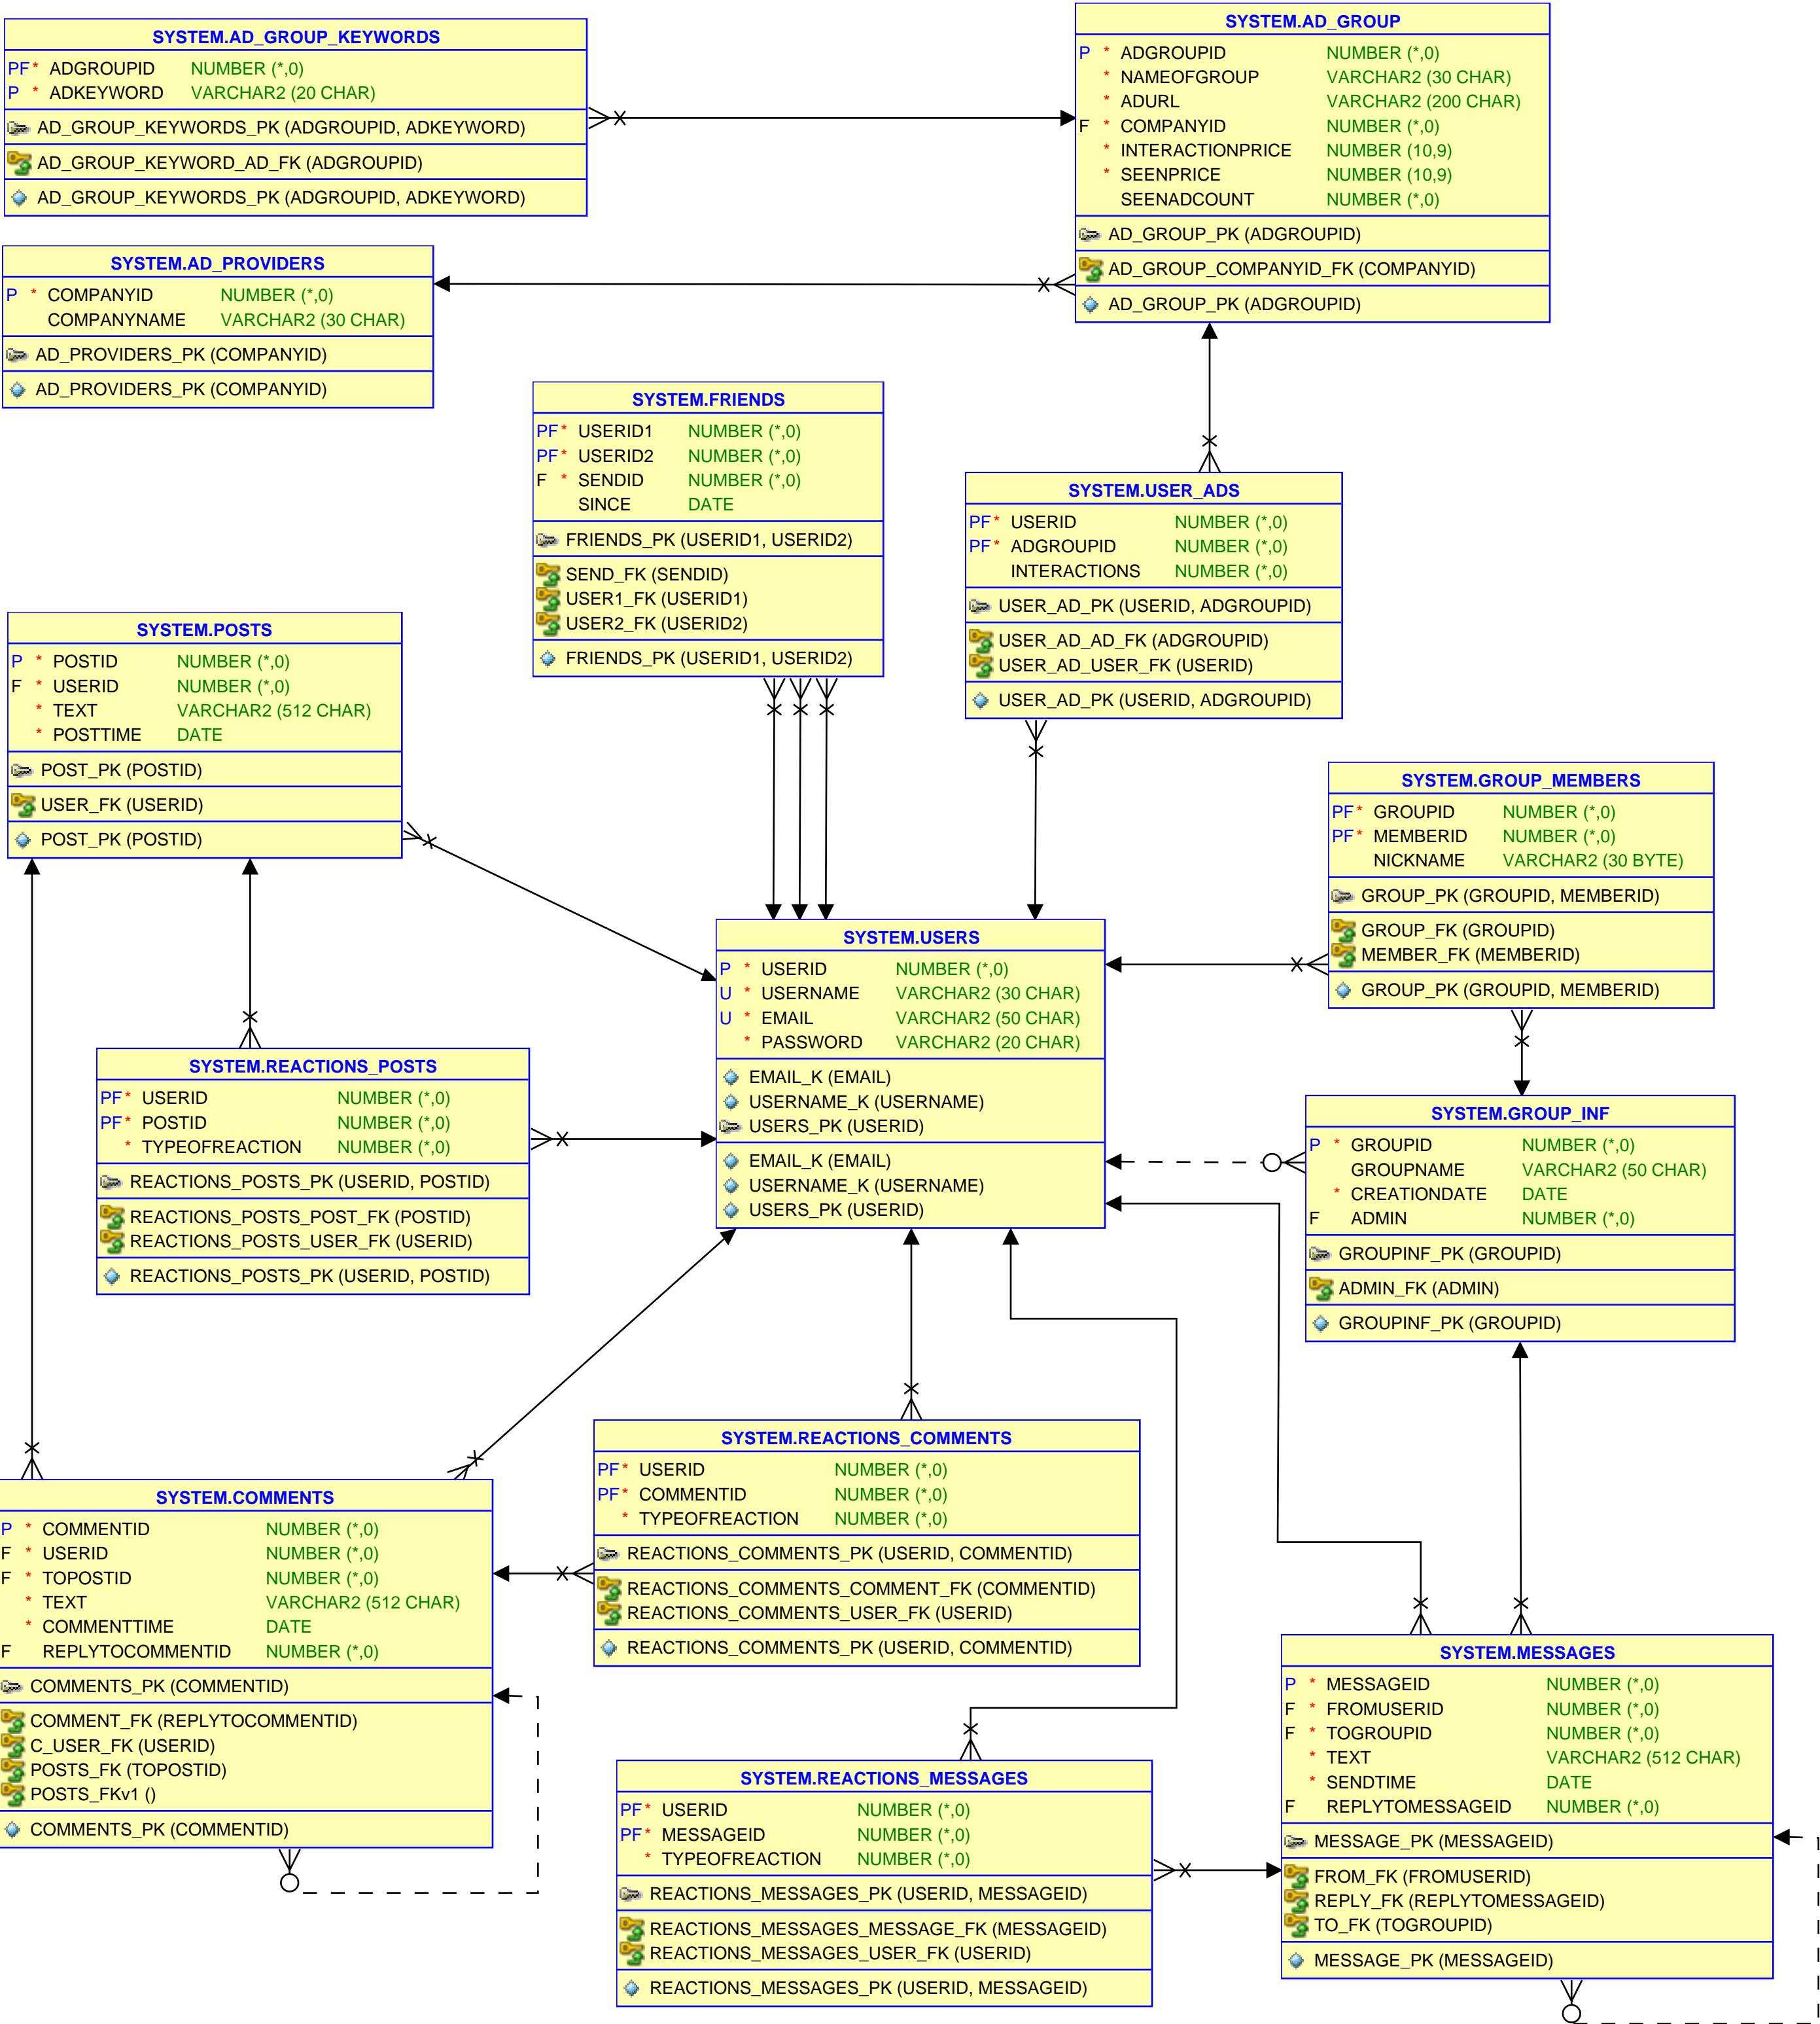 SYSTEM.AD_GROUP_KEYWORDS
PF* ADGROUPID NUMBER (*,0)
P * ADKEYWORD VARCHAR2 (20 CHAR)
AD_GROUP_KEYWORDS_PK (ADGROUPID, ADKEYWORD)
AD_GROUP_KEYWORD_AD_FK (ADGROUPID)
AD_GROUP_KEYWORDS_PK (ADGROUPID, ADKEYWORD)
SYSTEM.AD_GROUP
P * ADGROUPID NUMBER (*,0)
* NAMEOFGROUP VARCHAR2 (30 CHAR)
* ADURL VARCHAR2 (200 CHAR)
F * COMPANYID NUMBER (*,0)
* INTERACTIONPRICE NUMBER (10,9)
* SEENPRICE NUMBER (10,9)
SEENADCOUNT NUMBER (*,0)
AD_GROUP_PK (ADGROUPID)
AD_GROUP_COMPANYID_FK (COMPANYID)
AD_GROUP_PK (ADGROUPID)
SYSTEM.AD_PROVIDERS
P * COMPANYID NUMBER (*,0)
COMPANYNAME VARCHAR2 (30 CHAR)
AD_PROVIDERS_PK (COMPANYID)
AD_PROVIDERS_PK (COMPANYID)
SYSTEM.FRIENDS
PF* USERID1 NUMBER (*,0)
PF* USERID2 NUMBER (*,0)
F * SENDID NUMBER (*,0)
SINCE DATE
FRIENDS_PK (USERID1, USERID2)
SEND_FK (SENDID)
USER1_FK (USERID1)
USER2_FK (USERID2)
FRIENDS_PK (USERID1, USERID2)
SYSTEM.USER_ADS
PF* USERID NUMBER (*,0)
PF* ADGROUPID NUMBER (*,0)
INTERACTIONS NUMBER (*,0)
USER_AD_PK (USERID, ADGROUPID)
USER_AD_AD_FK (ADGROUPID)
USER_AD_USER_FK (USERID)
USER_AD_PK (USERID, ADGROUPID)
SYSTEM.POSTS
P * POSTID NUMBER (*,0)
F * USERID NUMBER (*,0)
* TEXT VARCHAR2 (512 CHAR)
* POSTTIME DATE
POST_PK (POSTID)
USER_FK (USERID)
POST_PK (POSTID)
SYSTEM.GROUP_MEMBERS
PF* GROUPID NUMBER (*,0)
PF* MEMBERID NUMBER (*,0)
NICKNAME VARCHAR2 (30 BYTE)
GROUP_PK (GROUPID, MEMBERID)
GROUP_FK (GROUPID)
MEMBER_FK (MEMBERID)
GROUP_PK (GROUPID, MEMBERID)
SYSTEM.USERS
P * USERID NUMBER (*,0)
U * USERNAME VARCHAR2 (30 CHAR)
U * EMAIL VARCHAR2 (50 CHAR)
* PASSWORD VARCHAR2 (20 CHAR)
EMAIL_K (EMAIL)
USERNAME_K (USERNAME)
USERS_PK (USERID)
EMAIL_K (EMAIL)
USERNAME_K (USERNAME)
USERS_PK (USERID)
SYSTEM.REACTIONS_POSTS
PF* USERID NUMBER (*,0)
PF* POSTID NUMBER (*,0)
* TYPEOFREACTION NUMBER (*,0)
REACTIONS_POSTS_PK (USERID, POSTID)
REACTIONS_POSTS_POST_FK (POSTID)
REACTIONS_POSTS_USER_FK (USERID)
REACTIONS_POSTS_PK (USERID, POSTID)
SYSTEM.GROUP_INF
P * GROUPID NUMBER (*,0)
GROUPNAME VARCHAR2 (50 CHAR)
* CREATIONDATE DATE
F ADMIN NUMBER (*,0)
GROUPINF_PK (GROUPID)
ADMIN_FK (ADMIN)
GROUPINF_PK (GROUPID)
SYSTEM.REACTIONS_COMMENTS
PF* USERID NUMBER (*,0)
PF* COMMENTID NUMBER (*,0)
* TYPEOFREACTION NUMBER (*,0)
REACTIONS_COMMENTS_PK (USERID, COMMENTID)
REACTIONS_COMMENTS_COMMENT_FK (COMMENTID)
REACTIONS_COMMENTS_USER_FK (USERID)
REACTIONS_COMMENTS_PK (USERID, COMMENTID)
SYSTEM.COMMENTS
P * COMMENTID NUMBER (*,0)
F * USERID NUMBER (*,0)
F * TOPOSTID NUMBER (*,0)
* TEXT VARCHAR2 (512 CHAR)
* COMMENTTIME DATE
F REPLYTOCOMMENTID NUMBER (*,0)
COMMENTS_PK (COMMENTID)
COMMENT_FK (REPLYTOCOMMENTID)
C_USER_FK (USERID)
POSTS_FK (TOPOSTID)
POSTS_FKv1 ()
COMMENTS_PK (COMMENTID)
SYSTEM.MESSAGES
P * MESSAGEID NUMBER (*,0)
F * FROMUSERID NUMBER (*,0)
F * TOGROUPID NUMBER (*,0)
* TEXT VARCHAR2 (512 CHAR)
* SENDTIME DATE
F REPLYTOMESSAGEID NUMBER (*,0)
MESSAGE_PK (MESSAGEID)
FROM_FK (FROMUSERID)
REPLY_FK (REPLYTOMESSAGEID)
TO_FK (TOGROUPID)
MESSAGE_PK (MESSAGEID)
SYSTEM.REACTIONS_MESSAGES
PF* USERID NUMBER (*,0)
PF* MESSAGEID NUMBER (*,0)
* TYPEOFREACTION NUMBER (*,0)
REACTIONS_MESSAGES_PK (USERID, MESSAGEID)
REACTIONS_MESSAGES_MESSAGE_FK (MESSAGEID)
REACTIONS_MESSAGES_USER_FK (USERID)
REACTIONS_MESSAGES_PK (USERID, MESSAGEID)